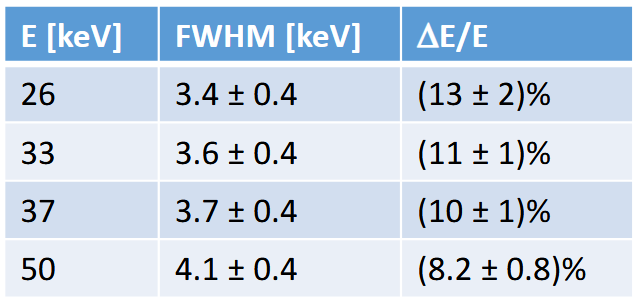 E [keV] FWHM [keV] ΔE/E
26 3.4 ± 0.4 (13 ± 2)%
33 3.6 ± 0.4 (11 ± 1)%
37 3.7 ± 0.4 (10 ± 1)%
50 4.1 ± 0.4 (8.2 ± 0.8)%